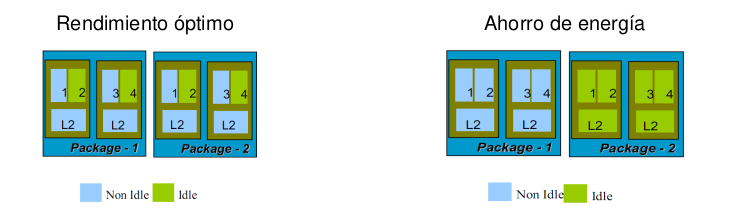 Rendimiento óptimo
Ahorro de energía
1 2 3 4
L2 L2
Package - 1
1 2 3 4
L2 L2
Package - 2
1 2 3 4
L2 L2
Package - 1
1 2 3 4
L2 L2
Package - 2
Non Idle Idle
Non Idle Idle